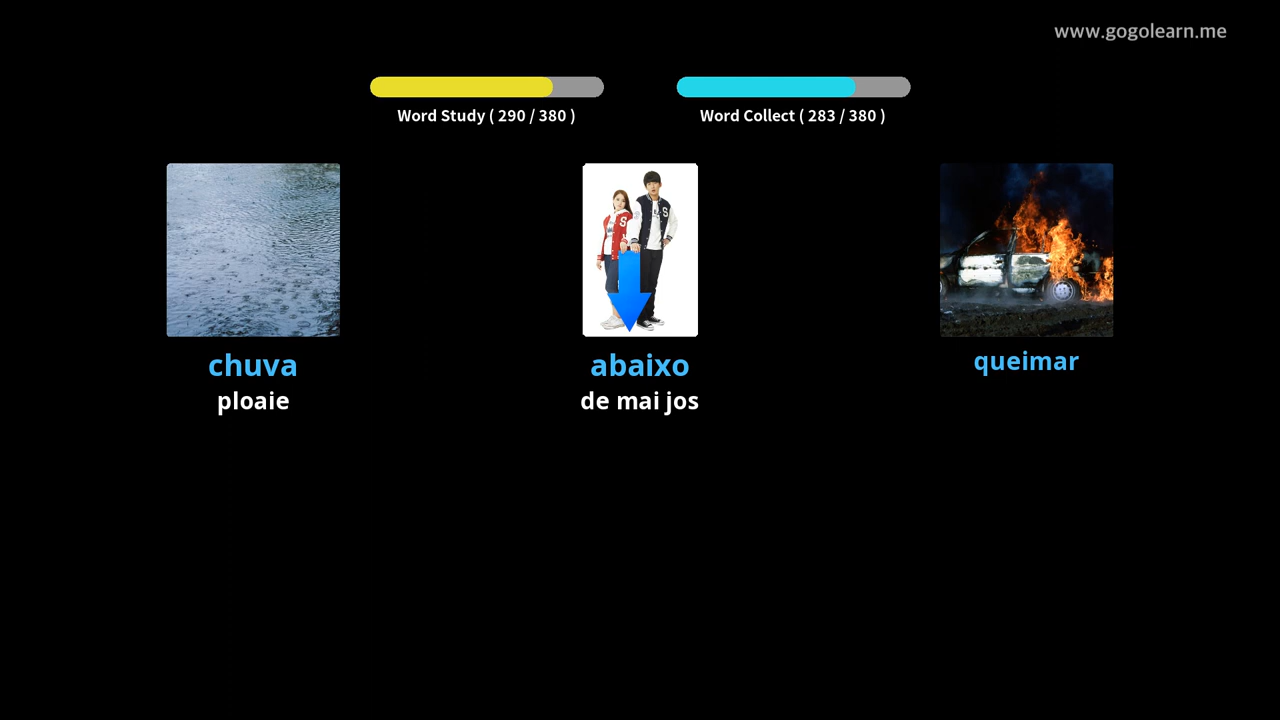 www.gogolearn.me
Word Study ( 290 / 380 )
Word Collect ( 283 / 380 )
S
S
chuva
abaixo
queimar
ploaie
de mai jos